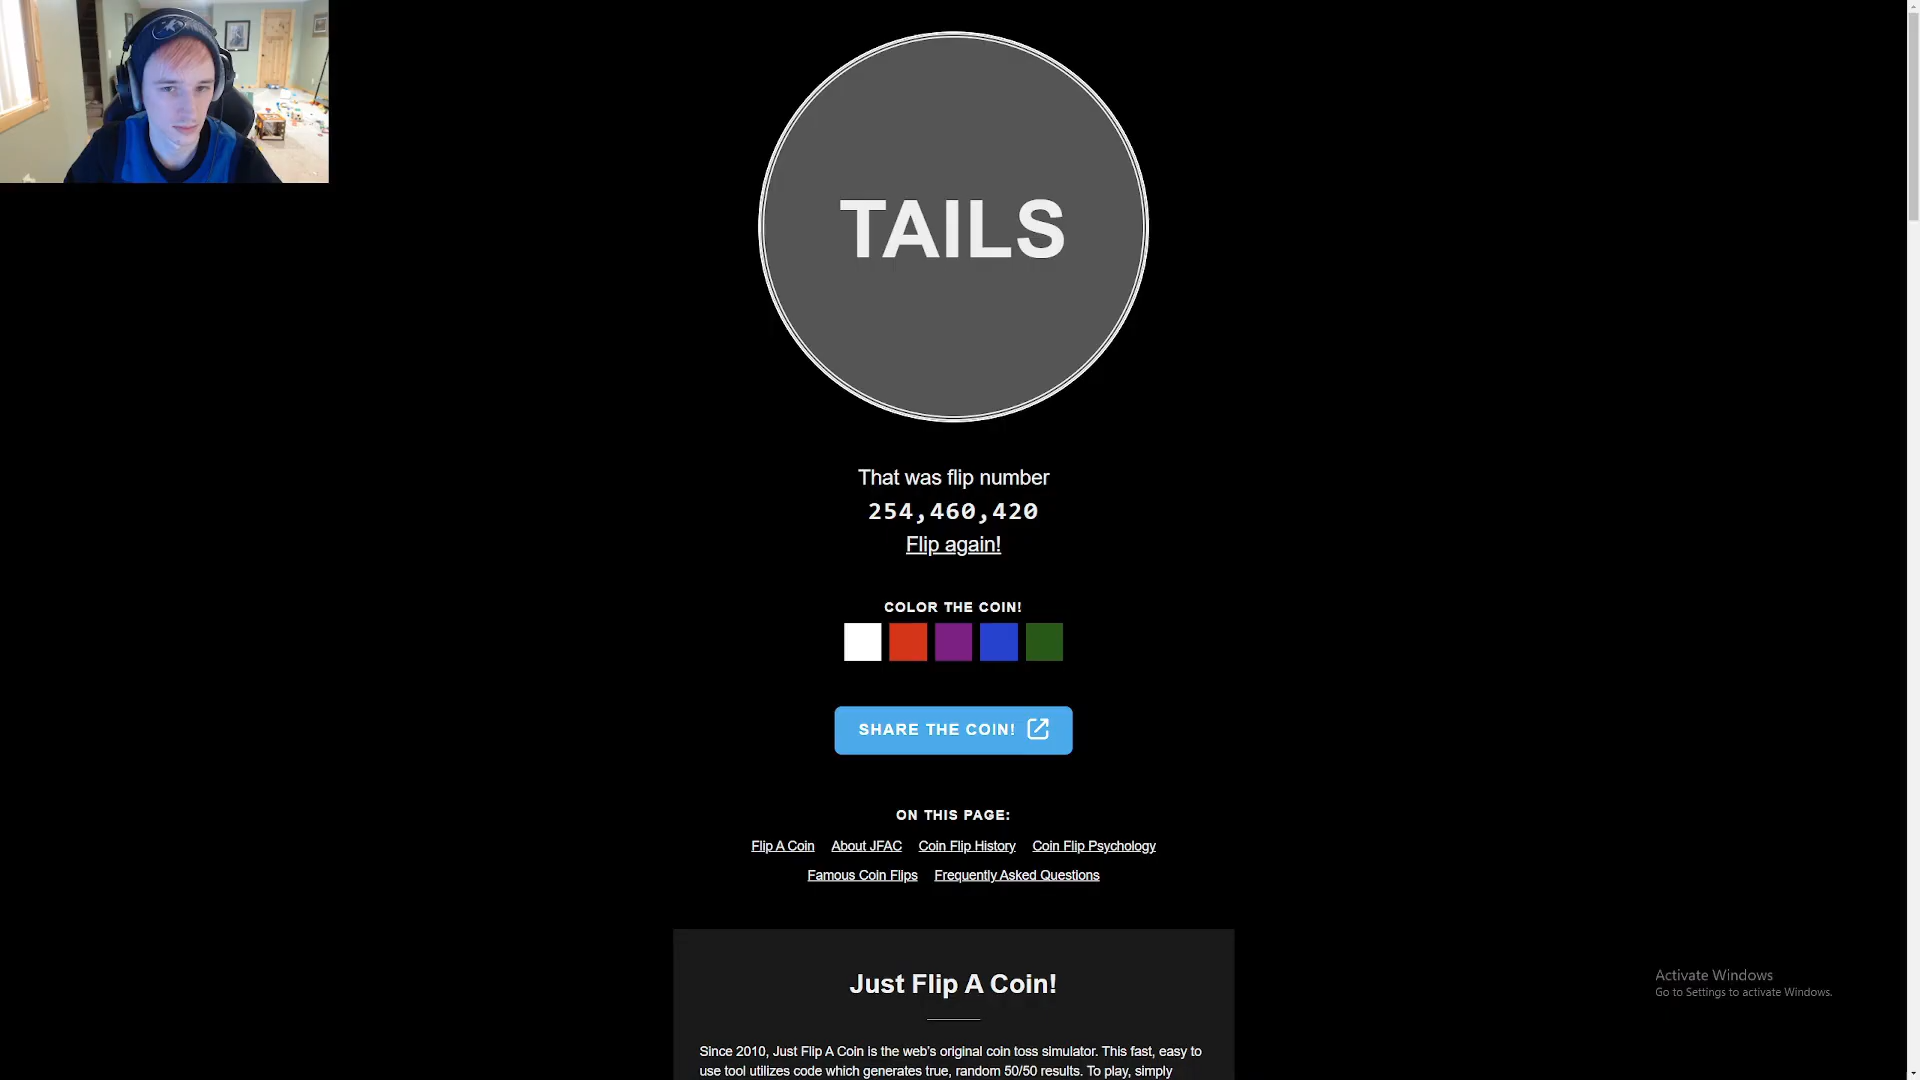 TAILS
That was flip number
254,460,420
Flip again!
COLOR THE COIN!
SHARE THE COIN!
ON THIS PAGE:
Flip A Coin About JFAC Coin Flip History Coin Flip Psychology
Famous Coin Flips Frequently Asked Questions
Just Flip A Coin!
Since 2010, Just Flip A Coin is the web's original coin toss simulator. This fast, easy to
use tool utilizes code which generates true, random 50/50 results. To play, simply
Activate Windows
Go to Settings to activate Windows.